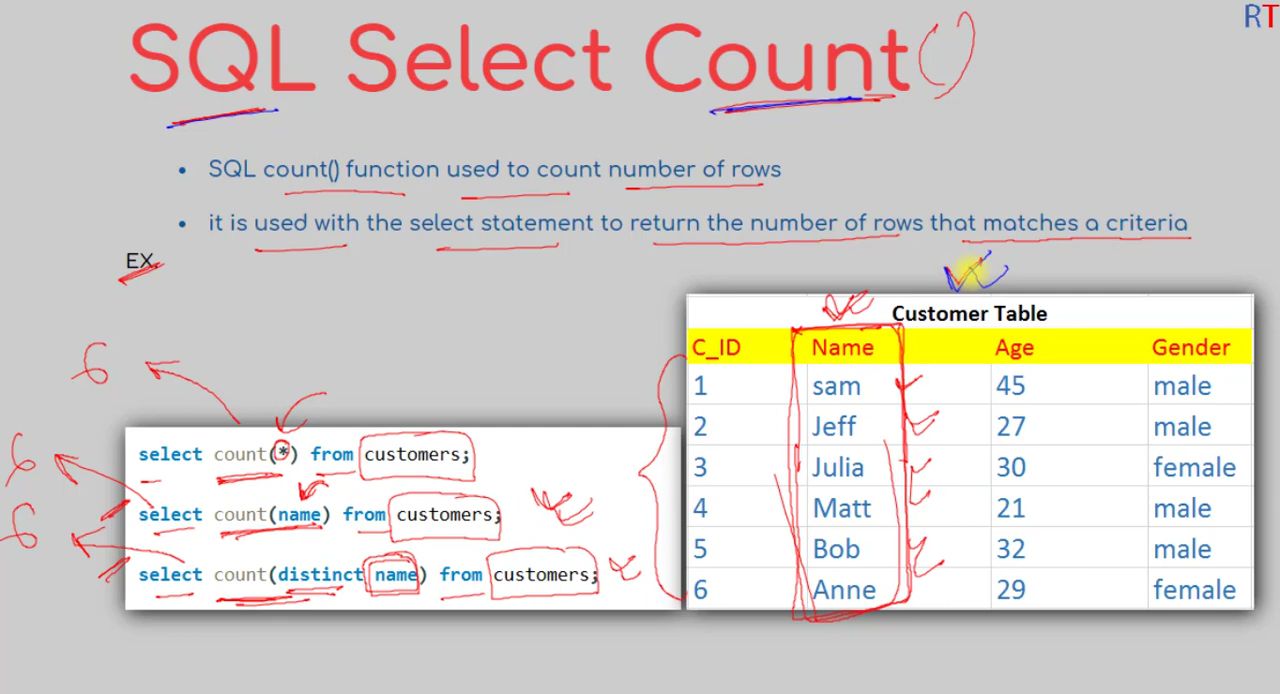 RT
SQL Select Count ()
• SQL count() function used to count number of rows
• it is used with the select statement to return the number of rows that matches a criteria
EX.
6
select count(*) from customers;
6
select count(name) from customers;
6
select count(distinct name) from customers;
Customer Table
C_ID Name Age Gender
1 sam 45 male
2 Jeff 27 male
3 Julia 30 female
4 Matt 21 male
5 Bob 32 male
6 Anne 29 female